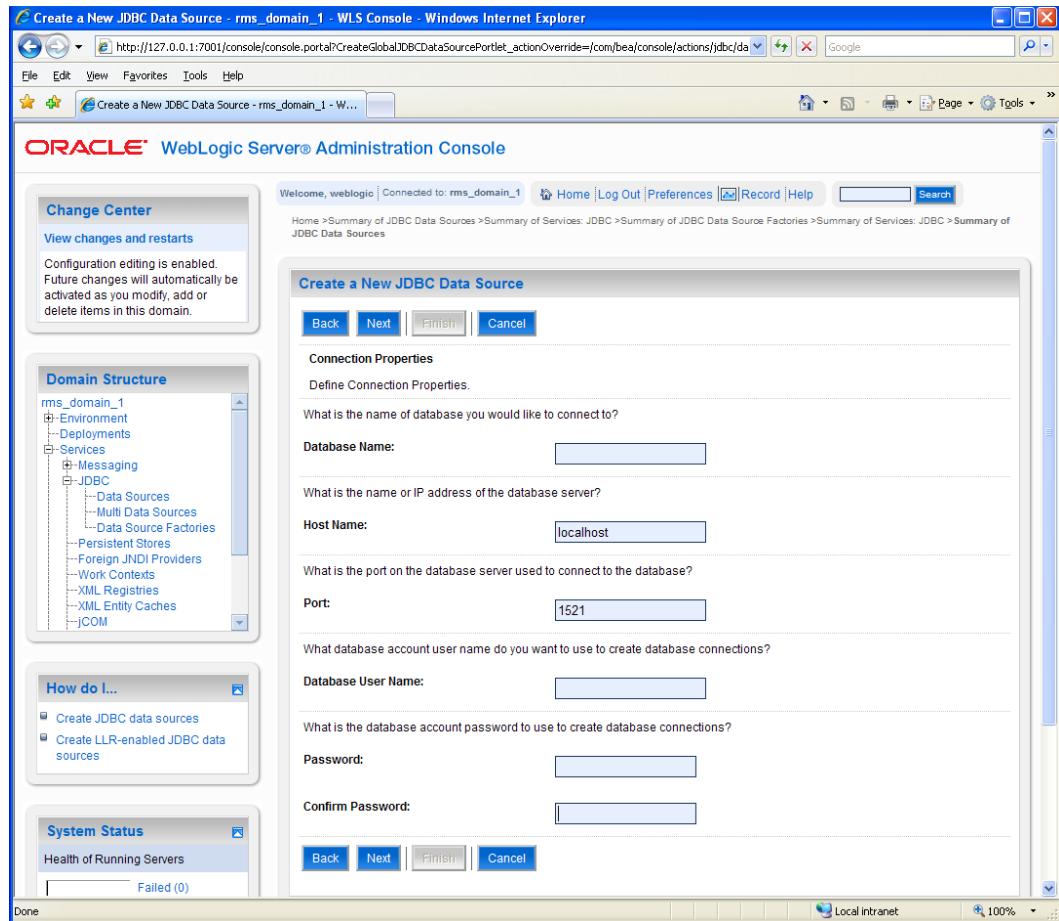 Create a New JDBC Data Source - rms_domain_1 - WLS Console - Windows Internet Explorer
http://127.0.0.1:7001/console/console.portal?CreateGlobalJDBCDataSourcePortlet_actionOverride=/com/bea/console/actions/jdbc/da
Google
File Edit View Favorites Tools Help
Create a New JDBC Data Source - rms_domain_1 - W...
Page Tools »
ORACLE WebLogic Server® Administration Console
Change Center
View changes and restarts
Configuration editing is enabled.
Future changes will automatically be
activated as you modify, add or
delete items in this domain.
Domain Structure
rms_domain_1
Environment
Deployments
Services
Messaging
JDBC
Data Sources
Multi Data Sources
Data Source Factories
Persistent Stores
Foreign JNDI Providers
Work Contexts
XML Registries
XML Entity Caches
jCOM
How do I...
Create JDBC data sources
Create LLR-enabled JDBC data
sources
System Status
Health of Running Servers
Failed (0)
Welcome, weblogic Connected to: rms_domain_1 Home Log Out Preferences Record Help Search
Home >Summary of JDBC Data Sources >Summary of Services: JDBC >Summary of JDBC Data Source Factories >Summary of Services: JDBC >Summary of
JDBC Data Sources
Create a New JDBC Data Source
Back Next Finish Cancel
Connection Properties
Define Connection Properties.
What is the name of database you would like to connect to?
Database Name:
What is the name or IP address of the database server?
Host Name: localhost
What is the port on the database server used to connect to the database?
Port: 1521
What database account user name do you want to use to create database connections?
Database User Name:
What is the database account password to use to create database connections?
Password:
Confirm Password:
Back Next Finish Cancel
Done Local intranet 100%